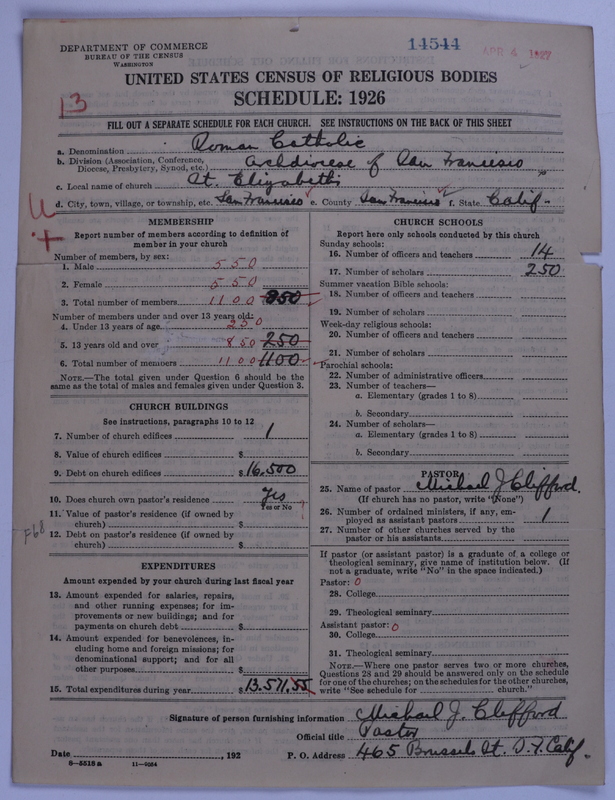 DEPARTMENT OF COMMERCE
BUREAU OF THE CENSUS
WASHINGTON
14544
APR 4 1927
UNITED STATES CENSUS OF RELIGIOUS BODIES
SCHEDULE: 1926
13
FILL OUT A SEPARATE SCHEDULE FOR EACH CHURCH. SEE INSTRUCTIONS ON THE BACK OF THIS SHEET
a. Denomination Roman Catholic
b. Division (Association, Conference, Diocese, Presbytery, Synod, etc.) Archdiocese of San Francisco
c. Local name of church St. Elizabeth's
d. City, town, village, or township, etc. San Francisco e. County San Francisco f. State Calif.
U
+
MEMBERSHIP
Report number of members according to definition of
member in your church
Number of members, by sex:
1. Male 550
2. Female 550
3. Total number of members 1100 850
Number of members under and over 13 years old:
4. Under 13 years of age 250
5. 13 years old and over 850 250
6. Total number of members 1100 1100
NOTE.—The total given under Question 6 should be the
same as the total of males and females given under Question 3.
CHURCH BUILDINGS
See instructions, paragraphs 10 to 12
7. Number of church edifices 1
8. Value of church edifices $
9. Debt on church edifices $16,500
10. Does church own pastor's residence Yes
Yes or No
11. Value of pastor's residence (if owned by
church) $
?
12. Debt on pastor's residence (if owned by
church) $
F68
EXPENDITURES
Amount expended by your church during last fiscal year
13. Amount expended for salaries, repairs,
and other running expenses; for im-
provements or new buildings; and for
payments on church debt $
14. Amount expended for benevolences, in-
cluding home and foreign missions; for
denominational support; and for all
other purposes $
15. Total expenditures during year $13,571.55
CHURCH SCHOOLS
Report here only schools conducted by this church
Sunday schools:
16. Number of officers and teachers 14
17. Number of scholars 250
Summer vacation Bible schools:
18. Number of officers and teachers
19. Number of scholars
Week-day religious schools:
20. Number of officers and teachers
21. Number of scholars
Parochial schools:
22. Number of administrative officers
23. Number of teachers—
a. Elementary (grades 1 to 8)
b. Secondary
24. Number of scholars—
a. Elementary (grades 1 to 8)
b. Secondary
PASTOR
25. Name of pastor Michael J. Clifford.
(If church has no pastor, write "None")
26. Number of ordained ministers, if any, em-
ployed as assistant pastors 1
27. Number of other churches served by the
pastor or his assistants
If pastor (or assistant pastor) is a graduate of a college or
theological seminary, give name of institution below. (If
not a graduate, write "No" in the space indicated.)
Pastor: 0
28. College
29. Theological seminary
Assistant pastor: 0
30. College
31. Theological seminary
NOTE.—Where one pastor serves two or more churches,
Questions 28 and 29 should be answered only on the schedule
for one of the churches; on the schedules for the other churches,
write "See schedule for church."
Signature of person furnishing information Michael J. Clifford
Official title Pastor
Date , 192 P. O. Address 465 Brussels St. S.F. Calif.
8—5518a 11—9084